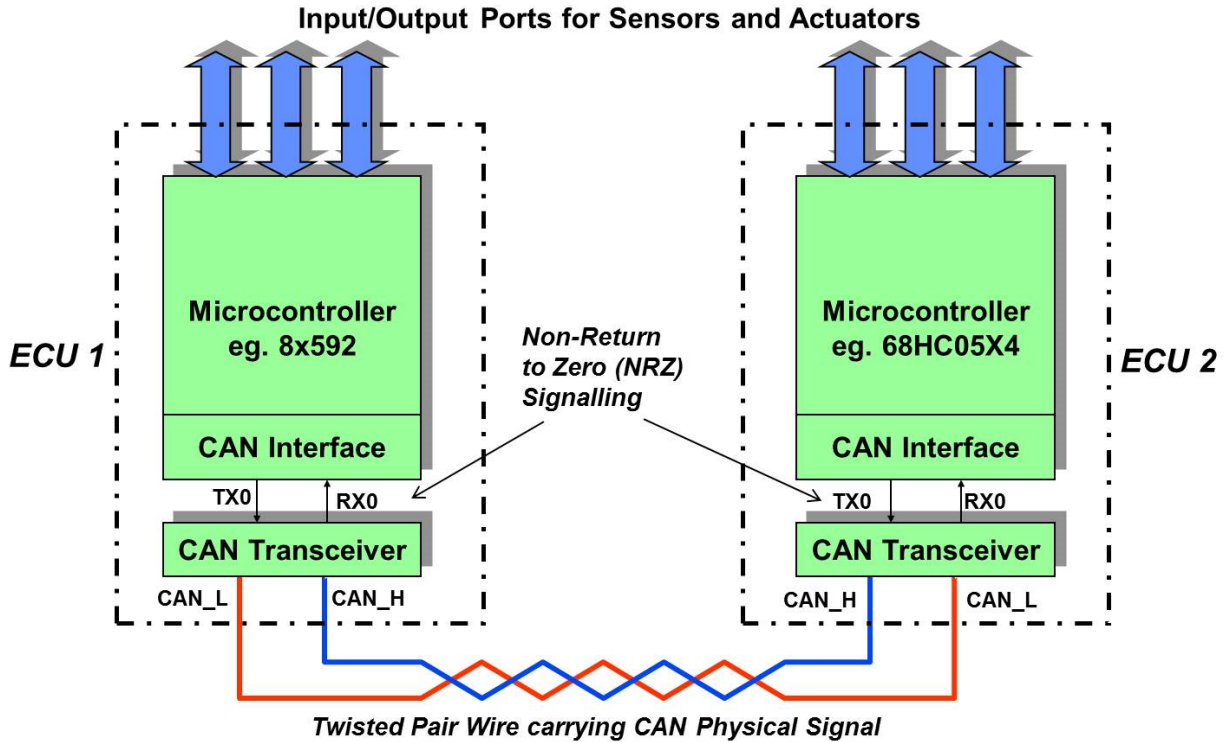 Input/Output Ports for Sensors and Actuators
ECU 1
Microcontroller
eg. 8x592
CAN Interface
TX0
RX0
CAN Transceiver
CAN_L
CAN_H
Non-Return
to Zero (NRZ)
Signalling
Microcontroller
eg. 68HC05X4
CAN Interface
TX0
RX0
CAN Transceiver
CAN_H
CAN_L
ECU 2
Twisted Pair Wire carrying CAN Physical Signal